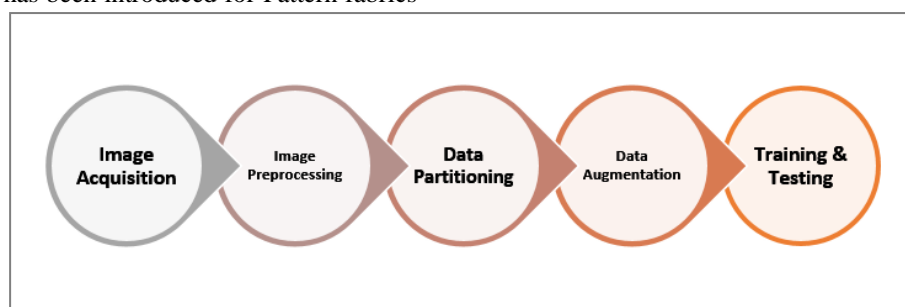 has been introduced for Pattern fabrics
Image
Acquisition
Image
Preprocessing
Data
Partitioning
Data
Augmentation
Training &
Testing